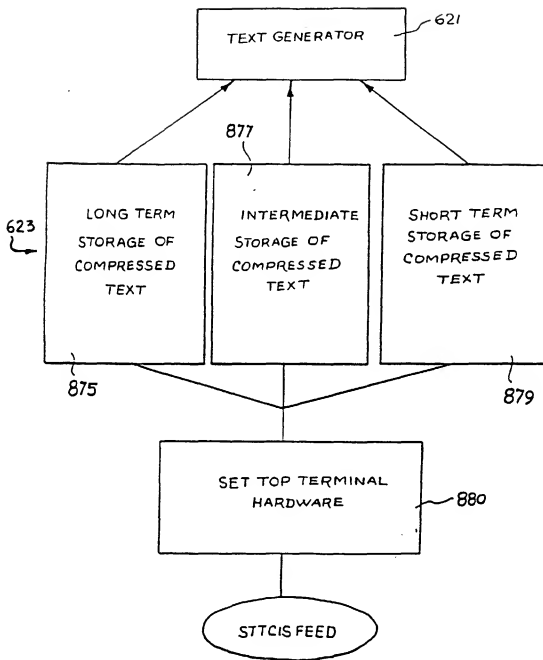 TEXT GENERATOR
621
877
623
LONG TERM
STORAGE OF
COMPRESSED
TEXT
INTERMEDIATE
STORAGE OF
COMPRESSED
TEXT
SHORT TERM
STORAGE OF
COMPRESSED
TEXT
875
879
SET TOP TERMINAL
HARDWARE
880
STTCIS FEED